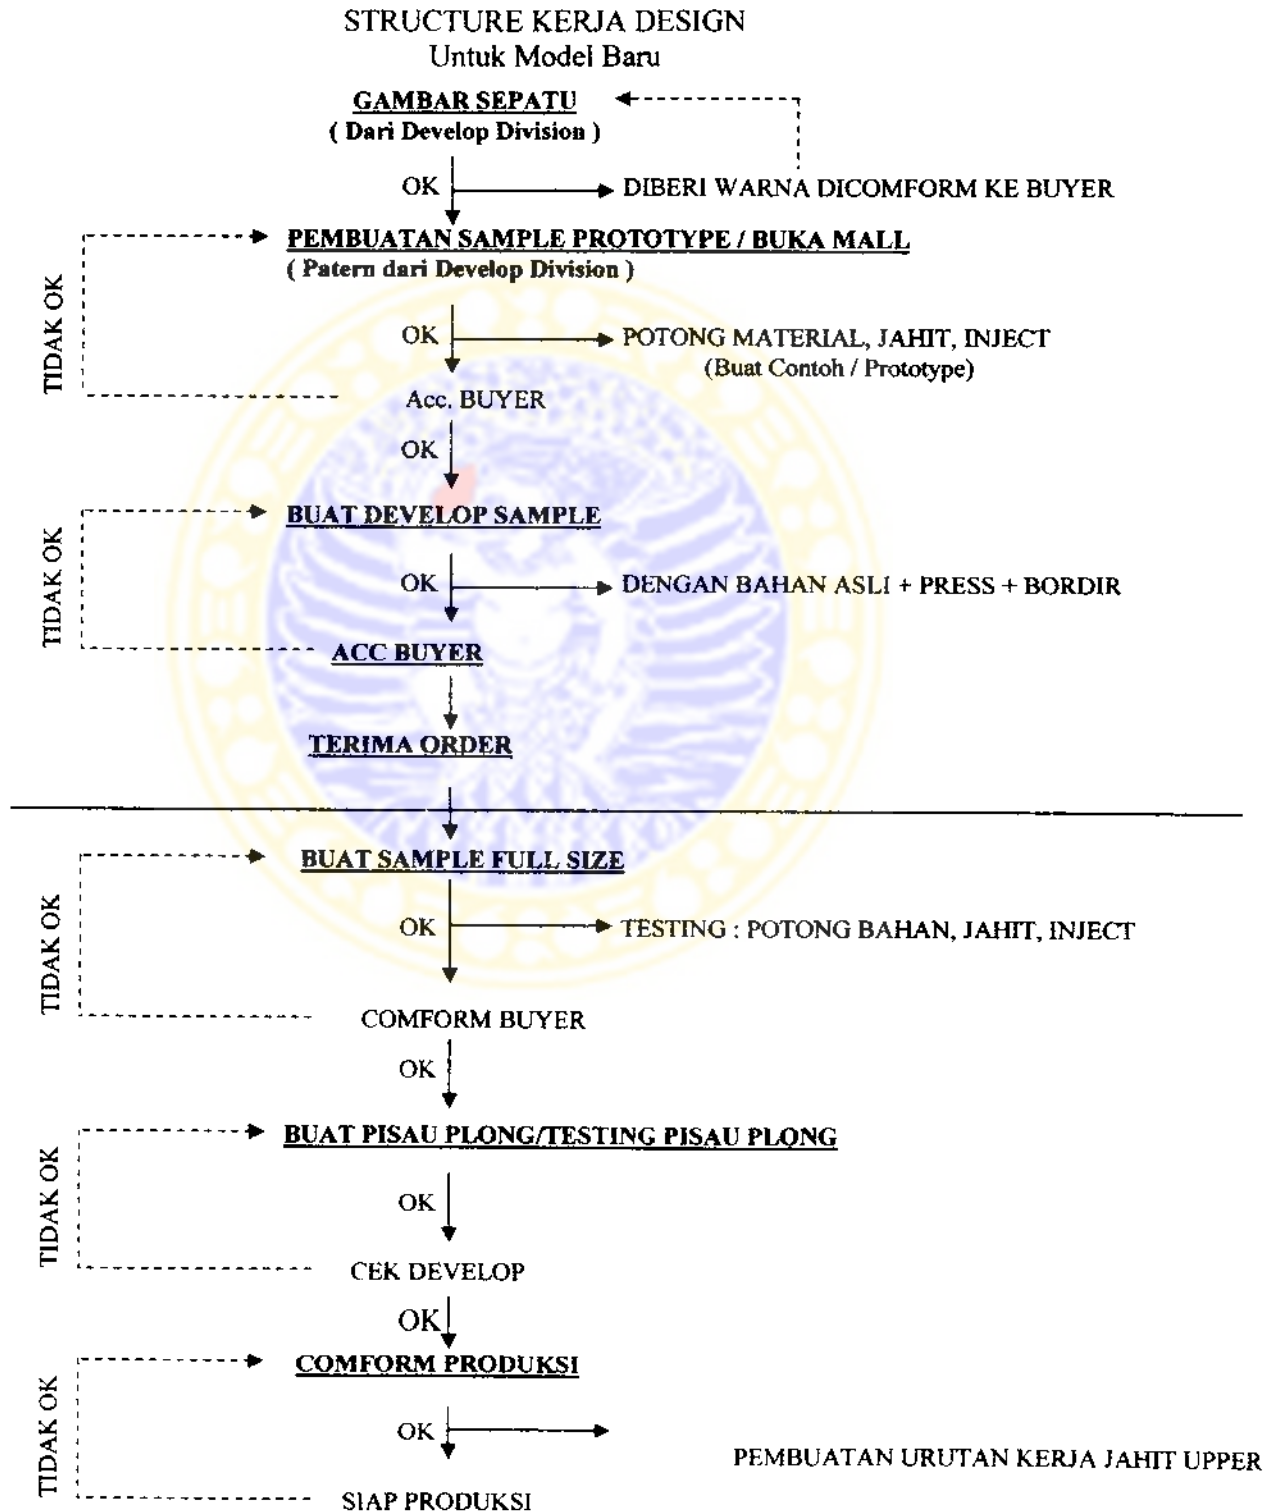 STRUCTURE KERJA DESIGN
Untuk Model Baru
GAMBAR SEPATU
( Dari Develop Division )
OK
DIBERI WARNA DICOMFORM KE BUYER
PEMBUATAN SAMPLE PROTOTYPE / BUKA MALL
( Patern dari Develop Division )
TIDAK OK
OK
POTONG MATERIAL, JAHIT, INJECT
(Buat Contoh / Prototype)
Acc. BUYER
OK
BUAT DEVELOP SAMPLE
TIDAK OK
OK
DENGAN BAHAN ASLI + PRESS + BORDIR
ACC BUYER
TERIMA ORDER
BUAT SAMPLE FULL SIZE
TIDAK OK
OK
TESTING : POTONG BAHAN, JAHIT, INJECT
COMFORM BUYER
OK
BUAT PISAU PLONG/TESTING PISAU PLONG
TIDAK OK
OK
CEK DEVELOP
OK
COMFORM PRODUKSI
TIDAK OK
OK
PEMBUATAN URUTAN KERJA JAHIT UPPER
SIAP PRODUKSI